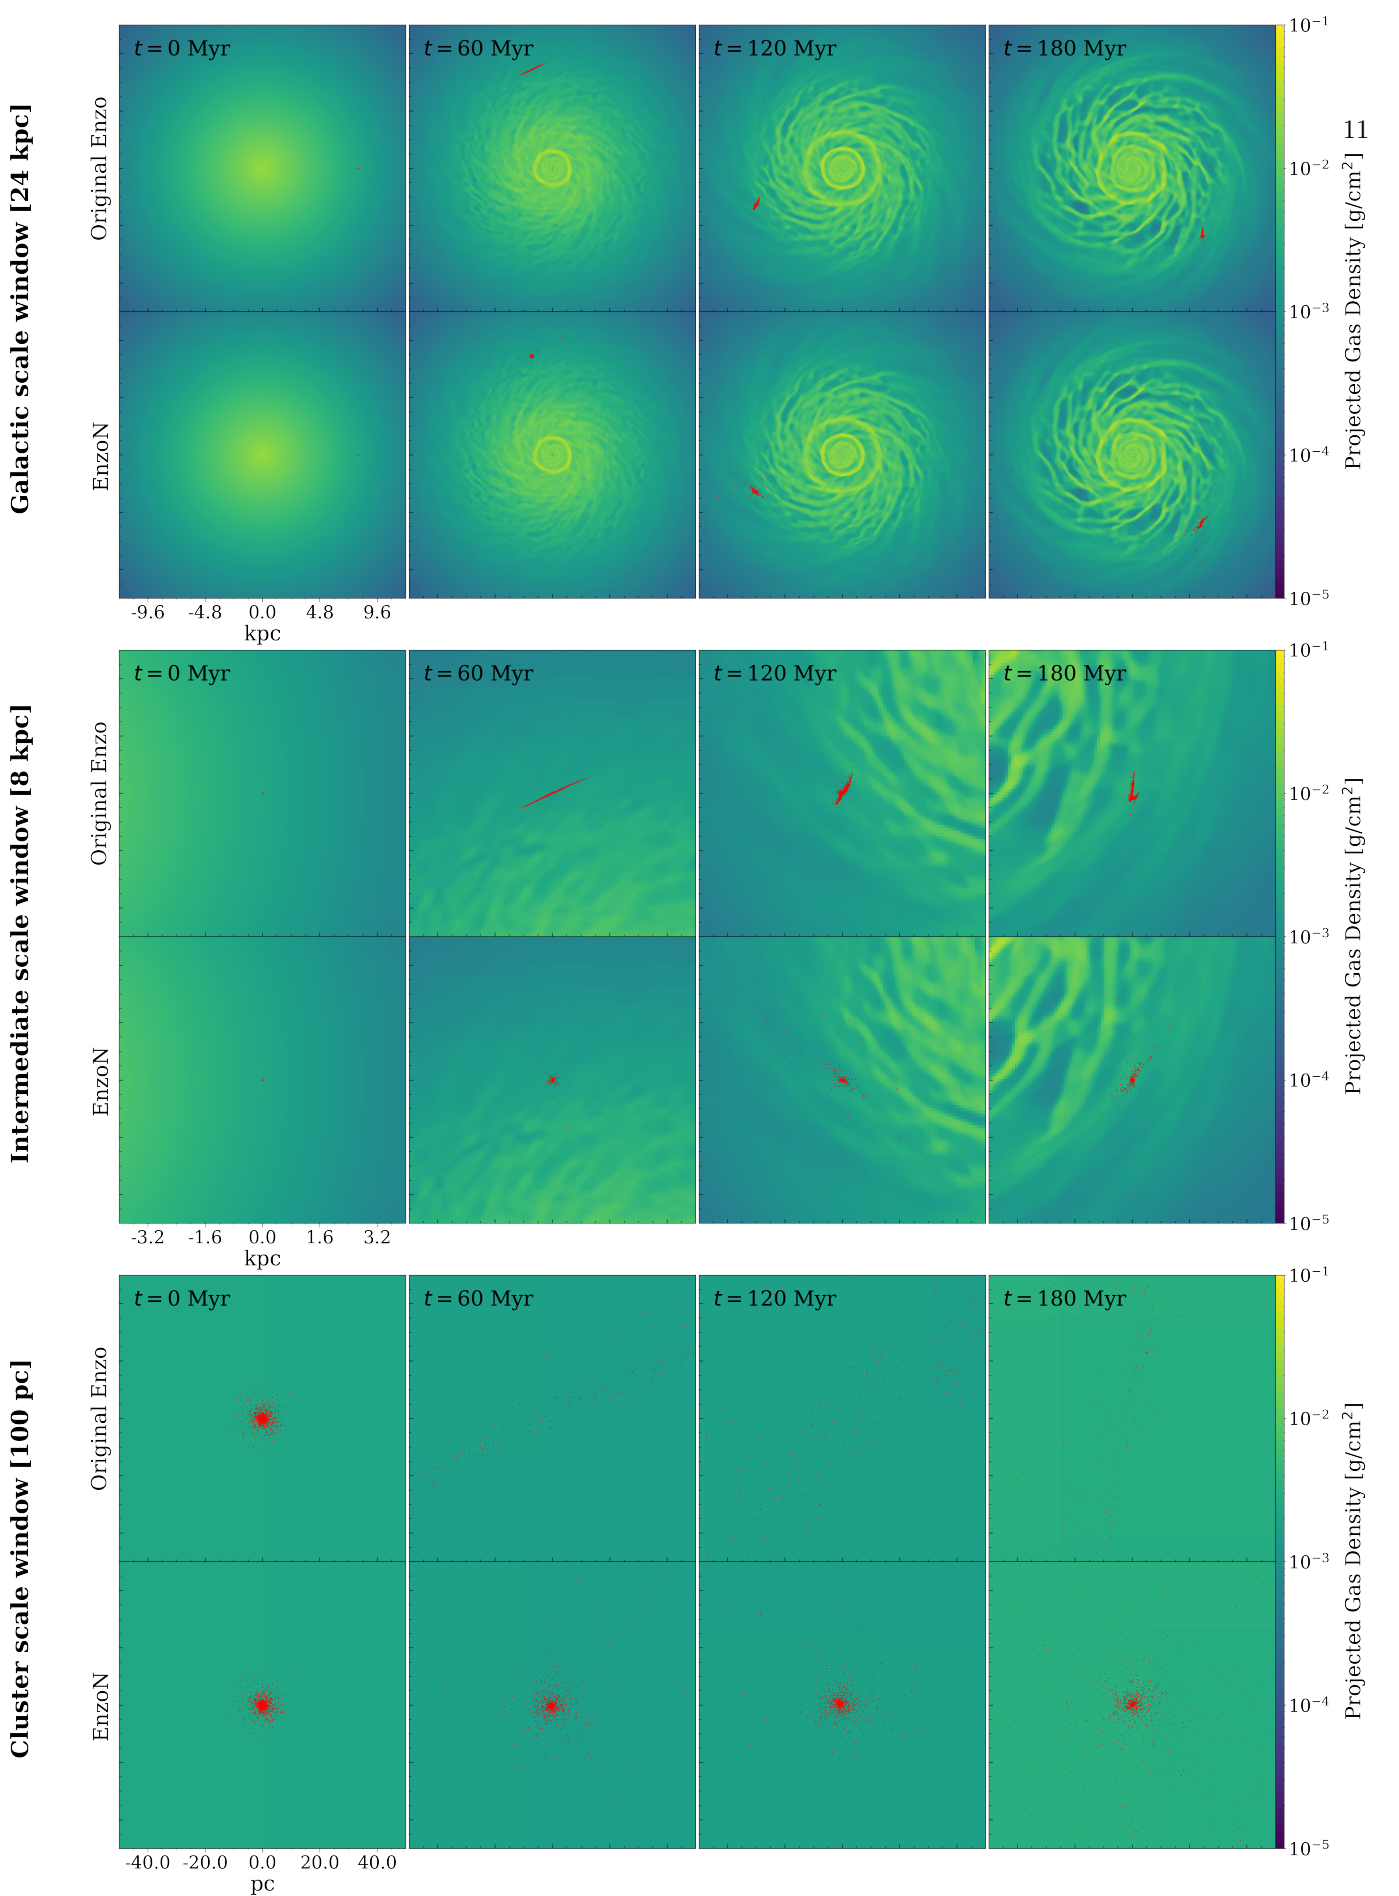 Galactic scale window [24 kpc]
Original Enzo
EnzoN
t = 0 Myr
t = 60 Myr
t = 120 Myr
t = 180 Myr
-9.6 -4.8 0.0 4.8 9.6
kpc
10⁻¹
10⁻²
10⁻³
10⁻⁴
10⁻⁵
Projected Gas Density [g/cm²]
11
Intermediate scale window [8 kpc]
Original Enzo
EnzoN
t = 0 Myr
t = 60 Myr
t = 120 Myr
t = 180 Myr
-3.2 -1.6 0.0 1.6 3.2
kpc
10⁻¹
10⁻²
10⁻³
10⁻⁴
10⁻⁵
Projected Gas Density [g/cm²]
Cluster scale window [100 pc]
Original Enzo
EnzoN
t = 0 Myr
t = 60 Myr
t = 120 Myr
t = 180 Myr
-40.0 -20.0 0.0 20.0 40.0
pc
10⁻¹
10⁻²
10⁻³
10⁻⁴
10⁻⁵
Projected Gas Density [g/cm²]